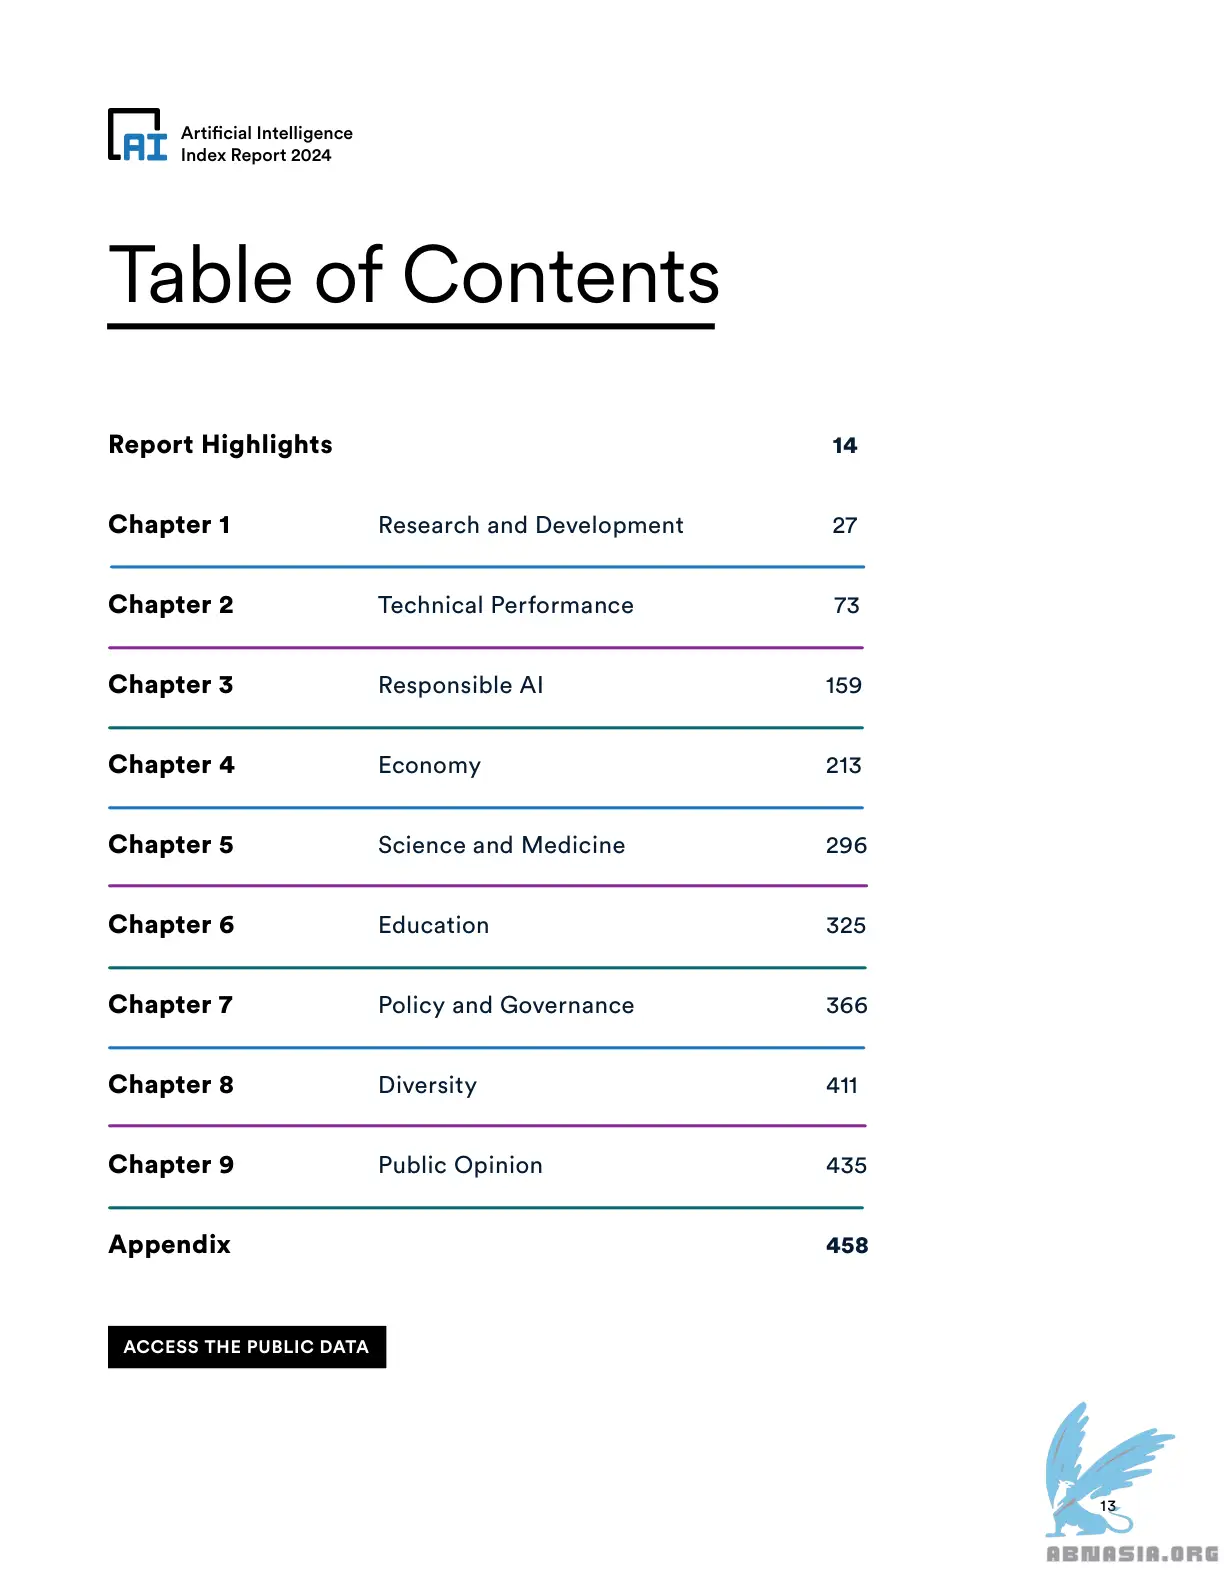 AI
Artificial Intelligence
Index Report 2024
Table of Contents
Report Highlights 14
Chapter 1 Research and Development 27
Chapter 2 Technical Performance 73
Chapter 3 Responsible AI 159
Chapter 4 Economy 213
Chapter 5 Science and Medicine 296
Chapter 6 Education 325
Chapter 7 Policy and Governance 366
Chapter 8 Diversity 411
Chapter 9 Public Opinion 435
Appendix 458
ACCESS THE PUBLIC DATA
13
ABNASIA.ORG